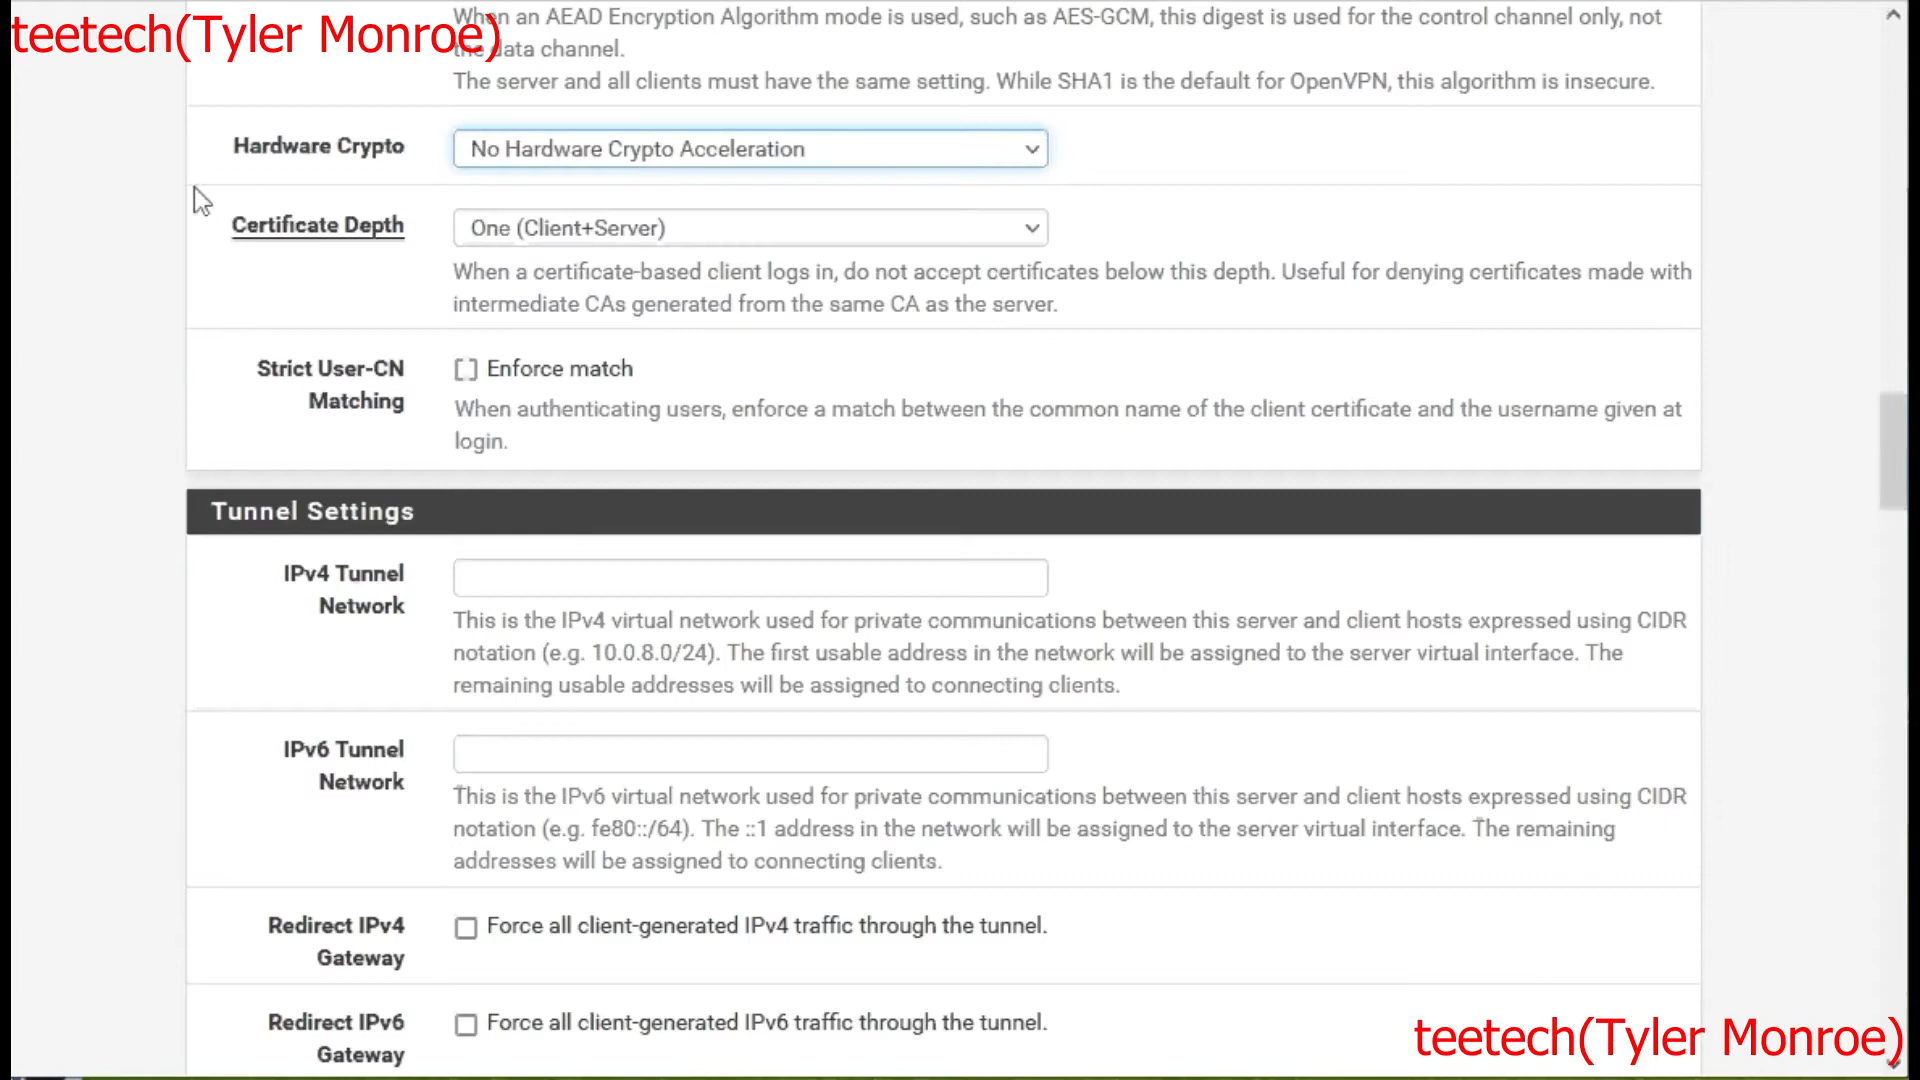 When an AEAD Encryption Algorithm mode is used, such as AES-GCM, this digest is used for the control channel only, not
teetech(Tyler Monroe)
the data channel.
The server and all clients must have the same setting. While SHA1 is the default for OpenVPN, this algorithm is insecure.
Hardware Crypto
No Hardware Crypto Acceleration
Certificate Depth
One (Client+Server)
When a certificate-based client logs in, do not accept certificates below this depth. Useful for denying certificates made with
intermediate CAs generated from the same CA as the server.
Strict User-CN
Matching
Enforce match
When authenticating users, enforce a match between the common name of the client certificate and the username given at
login.
Tunnel Settings
IPv4 Tunnel
Network
This is the IPv4 virtual network used for private communications between this server and client hosts expressed using CIDR
notation (e.g. 10.0.8.0/24). The first usable address in the network will be assigned to the server virtual interface. The
remaining usable addresses will be assigned to connecting clients.
IPv6 Tunnel
Network
This is the IPv6 virtual network used for private communications between this server and client hosts expressed using CIDR
notation (e.g. fe80::/64). The ::1 address in the network will be assigned to the server virtual interface. The remaining
addresses will be assigned to connecting clients.
Redirect IPv4
Gateway
Force all client-generated IPv4 traffic through the tunnel.
Redirect IPv6
Gateway
Force all client-generated IPv6 traffic through the tunnel.
teetech(Tyler Monroe)